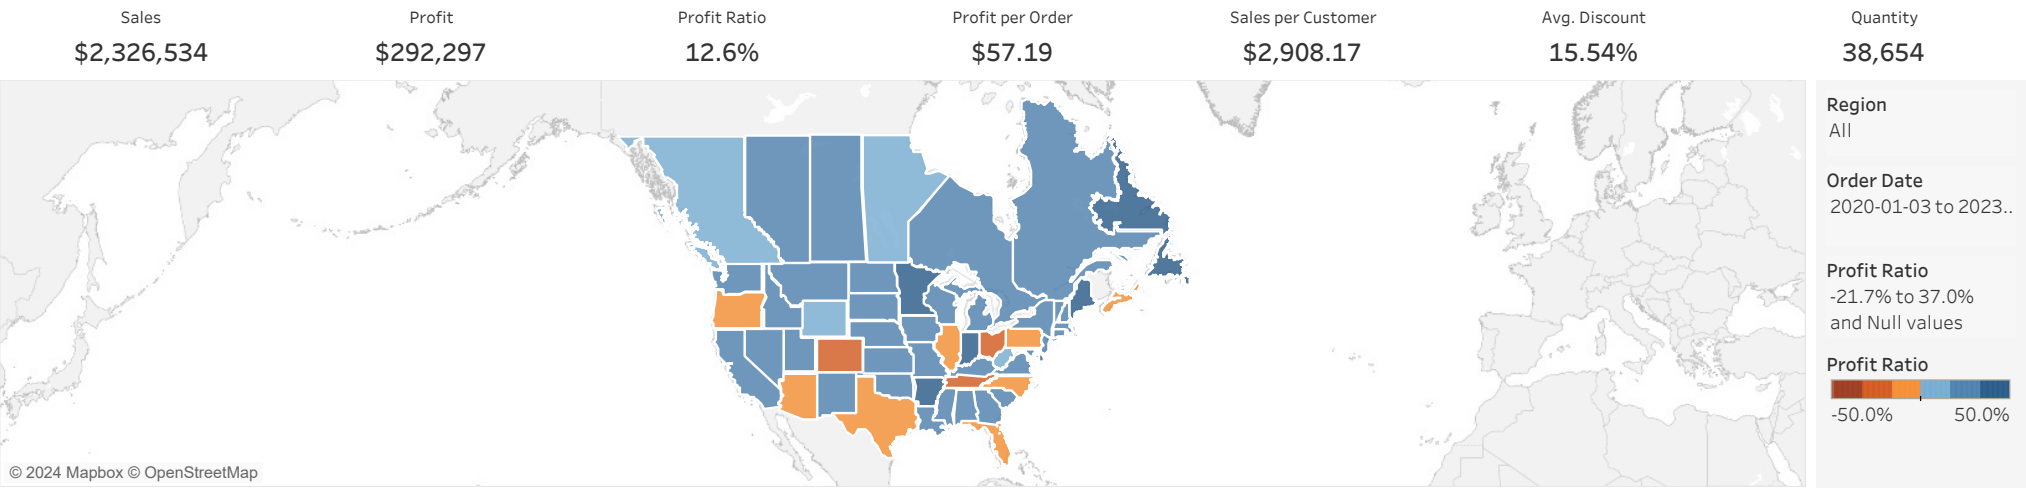 Sales Profit Profit Ratio Profit per Order Sales per Customer Avg. Discount Quantity
$2,326,534 $292,297 12.6% $57.19 $2,908.17 15.54% 38,654
Region
All
Order Date
2020-01-03 to 2023..
Profit Ratio
-21.7% to 37.0%
and Null values
Profit Ratio
-50.0% 50.0%
© 2024 Mapbox © OpenStreetMap